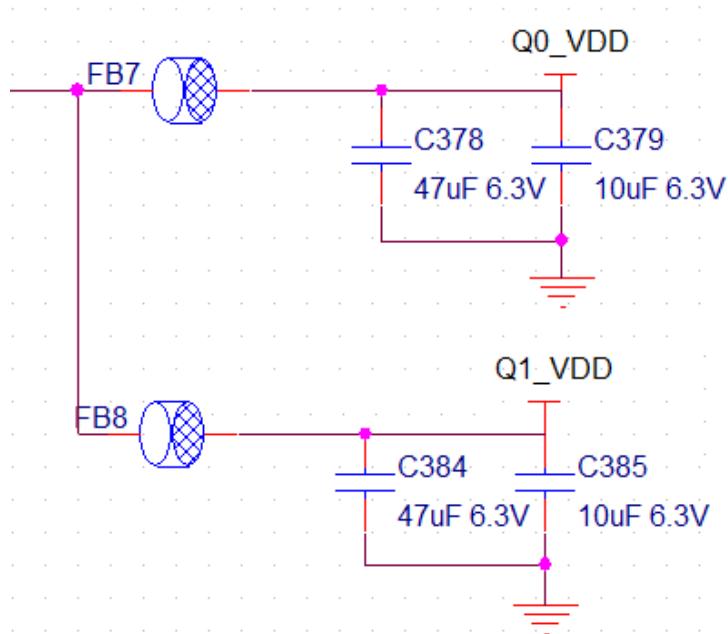 Q0_VDD
FB7
C378
C379
47uF 6.3V
10uF 6.3V
Q1_VDD
FB8
C384
C385
47uF 6.3V
10uF 6.3V